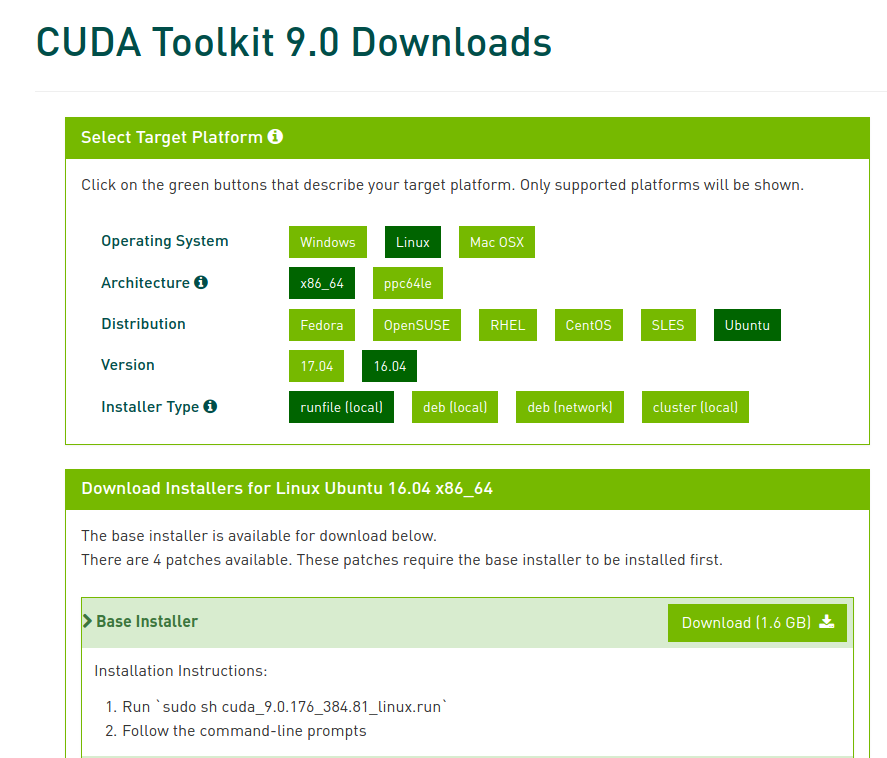 CUDA Toolkit 9.0 Downloads
Select Target Platform
Click on the green buttons that describe your target platform. Only supported platforms will be shown.
Operating System Windows Linux Mac OSX
Architecture x86_64 ppc64le
Distribution Fedora OpenSUSE RHEL CentOS SLES Ubuntu
Version 17.04 16.04
Installer Type runfile (local) deb (local) deb (network) cluster (local)
Download Installers for Linux Ubuntu 16.04 x86_64
The base installer is available for download below.
There are 4 patches available. These patches require the base installer to be installed first.
Base Installer Download (1.6 GB)
Installation Instructions:
1. Run `sudo sh cuda_9.0.176_384.81_linux.run`
2. Follow the command-line prompts